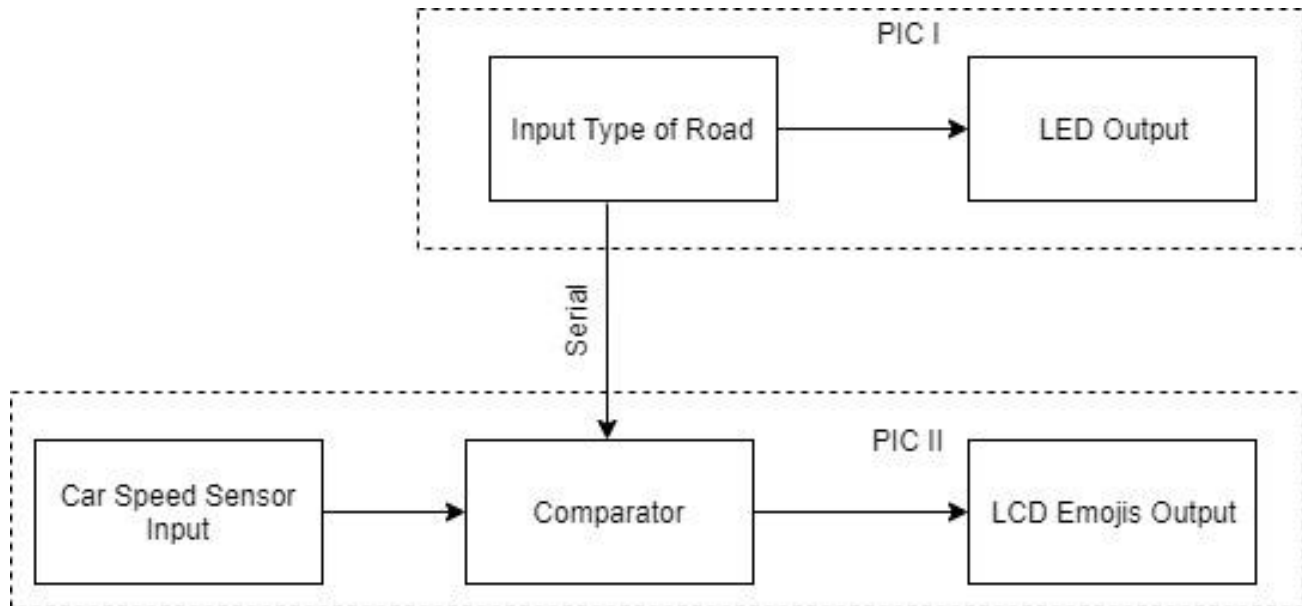 PIC I
Input Type of Road
LED Output
Serial
PIC II
Car Speed Sensor
Input
Comparator
LCD Emojis Output